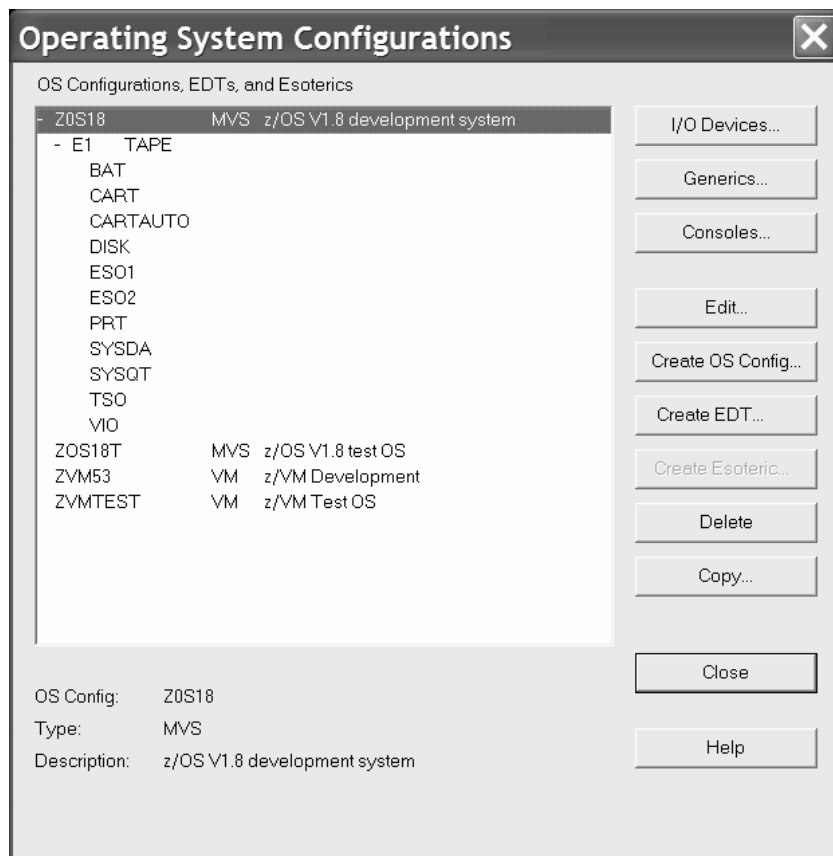 Operating System Configurations
OS Configurations, EDTs, and Esoterics
- Z0S18 MVS z/OS V1.8 development system
- E1 TAPE
BAT
CART
CARTAUTO
DISK
ESO1
ESO2
PRT
SYSDA
SYSQT
TSO
VIO
ZOS18T MVS z/OS V1.8 test OS
ZVM53 VM z/VM Development
ZVMTEST VM z/VM Test OS
I/O Devices...
Generics...
Consoles...
Edit...
Create OS Config...
Create EDT...
Create Esoteric...
Delete
Copy...
Close
Help
OS Config: Z0S18
Type: MVS
Description: z/OS V1.8 development system